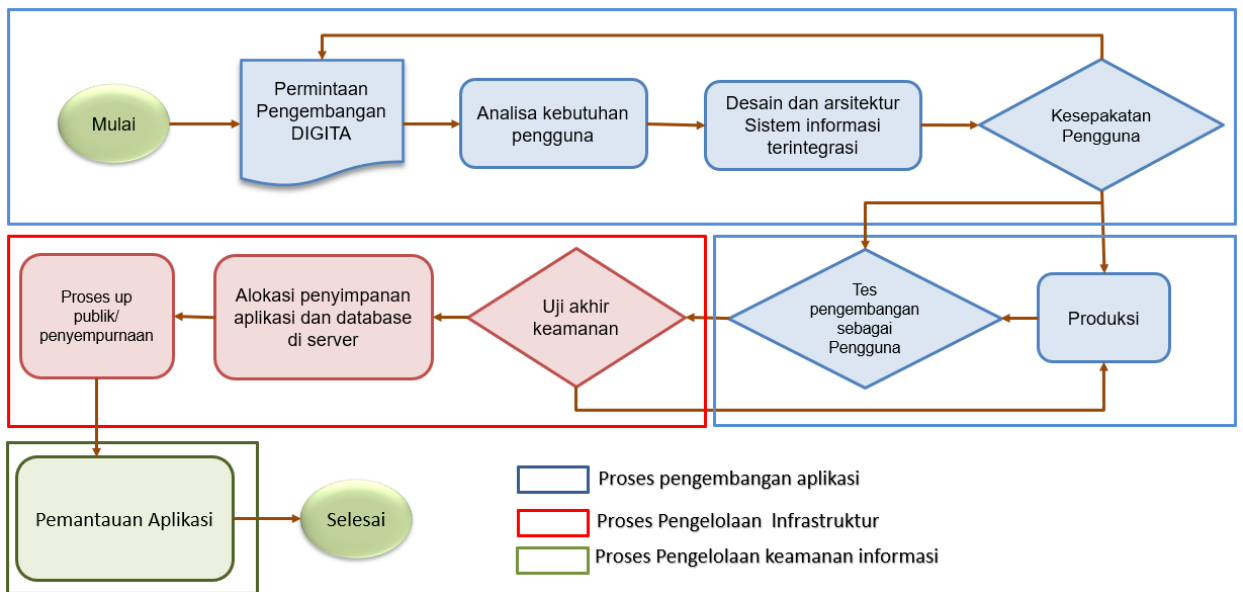 Mulai
Permintaan
Pengembangan
DIGITA
Analisa kebutuhan
pengguna
Desain dan arsitektur
Sistem informasi
terintegrasi
Kesepakatan
Pengguna
Proses up
publik/
penyempurnaan
Alokasi penyimpanan
aplikasi dan database
di server
Uji akhir
keamanan
Tes
pengembangan
sebagai
Pengguna
Produksi
Pemantauan Aplikasi
Selesai
Proses pengembangan aplikasi
Proses Pengelolaan Infrastruktur
Proses Pengelolaan keamanan informasi